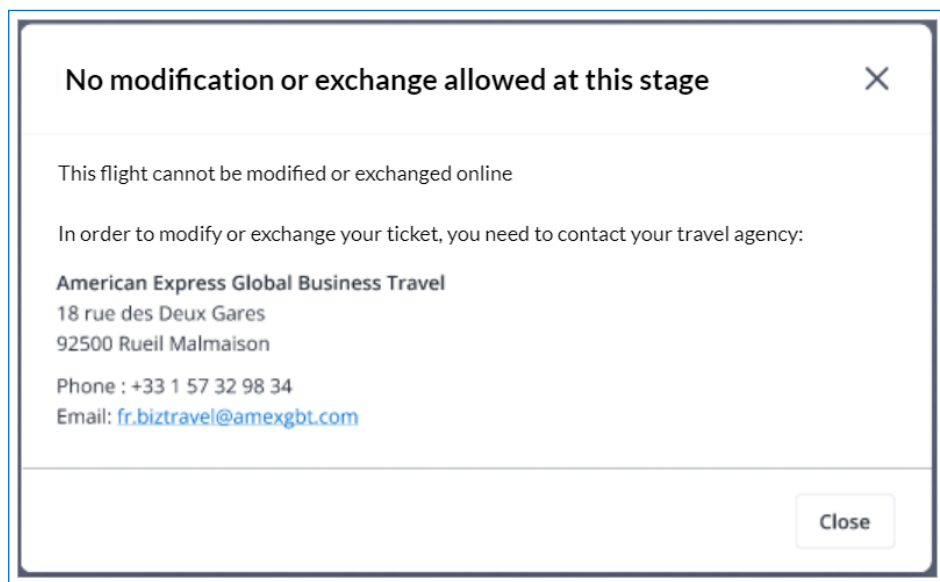 No modification or exchange allowed at this stage
This flight cannot be modified or exchanged online
In order to modify or exchange your ticket, you need to contact your travel agency:
American Express Global Business Travel
18 rue des Deux Gares
92500 Rueil Malmaison
Phone : +33 1 57 32 98 34
Email: fr.biztravel@amexgbt.com
Close